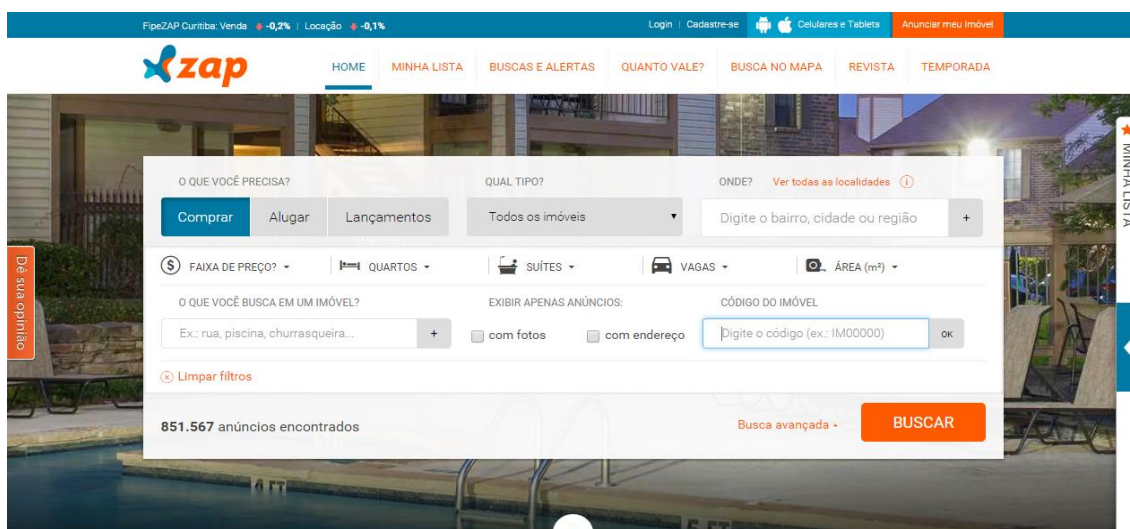 FipeZAP Curitiba: Venda -0,2% | Locação -0,1%
Login | Cadastre-se
Celulares e Tablets
Anunciar meu Imóvel
zap
HOME
MINHA LISTA
BUSCAS E ALERTAS
QUANTO VALE?
BUSCA NO MAPA
REVISTA
TEMPORADA
O QUE VOCÊ PRECISA?
QUAL TIPO?
ONDE? Ver todas as localidades
Comprar
Alugar
Lançamentos
Todos os imóveis
Digite o bairro, cidade ou região +
FAIXA DE PREÇO?
QUARTOS
SUÍTES
VAGAS
ÁREA (m²)
O QUE VOCÊ BUSCA EM UM IMÓVEL?
EXIBIR APENAS ANÚNCIOS:
CÓDIGO DO IMÓVEL
Ex.: rua, piscina, churrasqueira... +
com fotos
com endereço
Digite o código (ex.: IM00000) OK
Limpar filtros
851.567 anúncios encontrados
Busca avançada -
BUSCAR
Dê sua opinião
MINHA LISTA
4 FT
5 FT